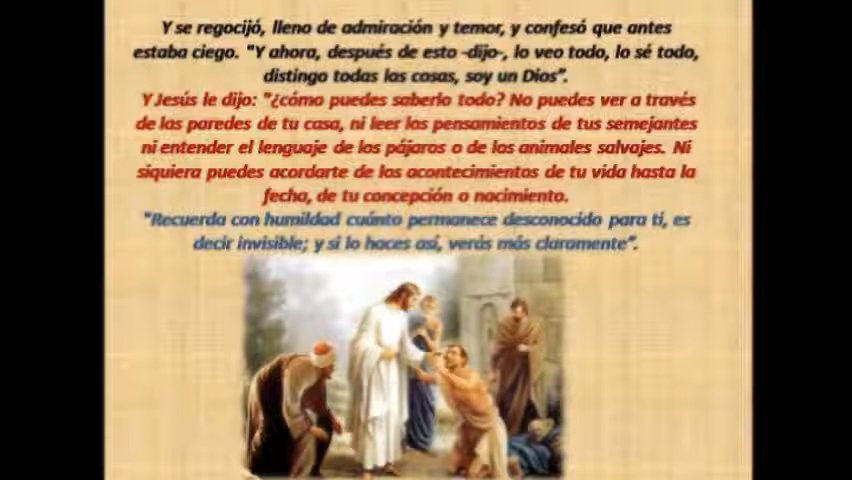 Y se regocijó, lleno de admiración y temor, y confesó que antes
estaba ciego. "Y ahora, después de esto -dijo-, lo veo todo, lo sé todo,
distingo todas las cosas, soy un Dios".
Y Jesús le dijo: "¿cómo puedes saberlo todo? No puedes ver a través
de las paredes de tu casa, ni leer los pensamientos de tus semejantes
ni entender el lenguaje de los pájaros o de los animales salvajes. Ni
siquiera puedes acordarte de los acontecimientos de tu vida hasta la
fecha, de tu concepción o nacimiento.
"Recuerda con humildad cuánto permanece desconocido para ti, es
decir invisible; y si lo haces así, verás más claramente".